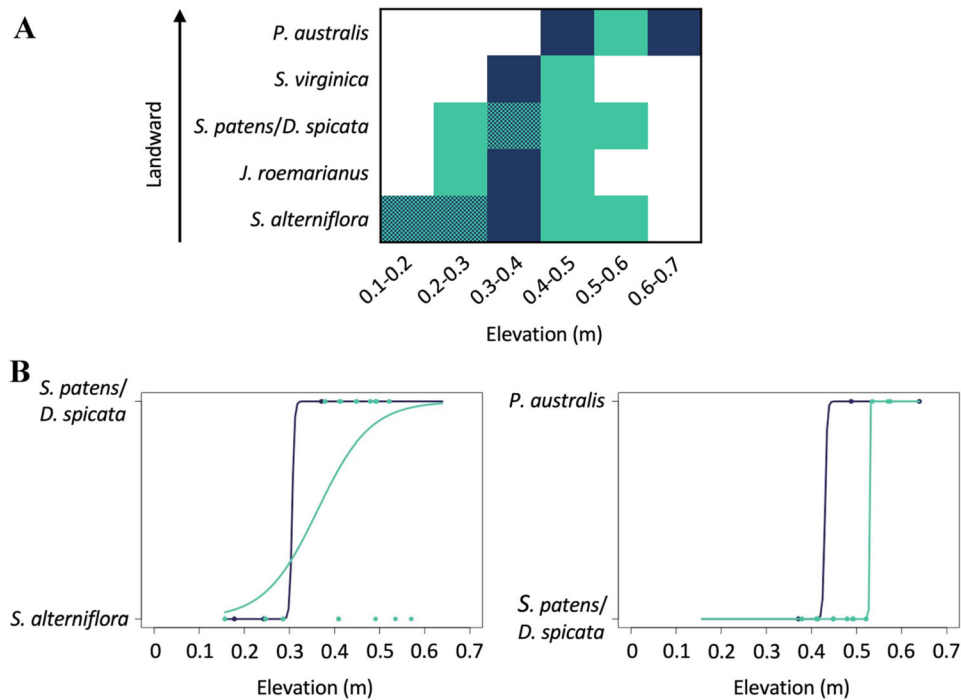 A
Landward
P. australis
S. virginica
S. patens/D. spicata
J. roemarianus
S. alterniflora
0.1-0.2
0.2-0.3
0.3-0.4
0.4-0.5
0.5-0.6
0.6-0.7
Elevation (m)
B
S. patens/
D. spicata
S. alterniflora
0 0.1 0.2 0.3 0.4 0.5 0.6 0.7
Elevation (m)
P. australis
S. patens/
D. spicata
0 0.1 0.2 0.3 0.4 0.5 0.6 0.7
Elevation (m)